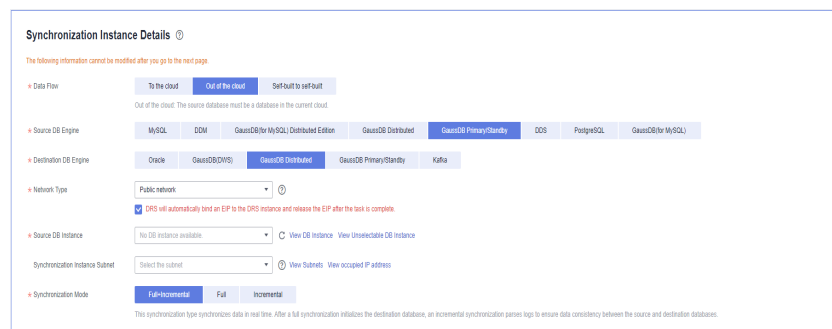 Synchronization Instance Details ?
The following information cannot be modified after you go to the next page.
* Data Flow To the cloud Out of the cloud Self-built to self-built
Out of the cloud: The source database must be a database in the current cloud.
* Source DB Engine MySQL DDM GaussDB(for MySQL) Distributed Edition GaussDB Distributed GaussDB Primary/Standby DDS PostgreSQL GaussDB(for MySQL)
* Destination DB Engine Oracle GaussDB(DWS) GaussDB Distributed GaussDB Primary/Standby Kafka
* Network Type Public network ?
DRS will automatically bind an EIP to the DRS instance and release the EIP after the task is complete.
* Source DB Instance No DB instance available. View DB Instance View Unselectable DB Instance
Synchronization Instance Subnet Select the subnet ? View Subnets View occupied IP address
* Synchronization Mode Full+Incremental Full Incremental
This synchronization type synchronizes data in real time. After a full synchronization initializes the destination database, an incremental synchronization parses logs to ensure data consistency between the source and destination databases.